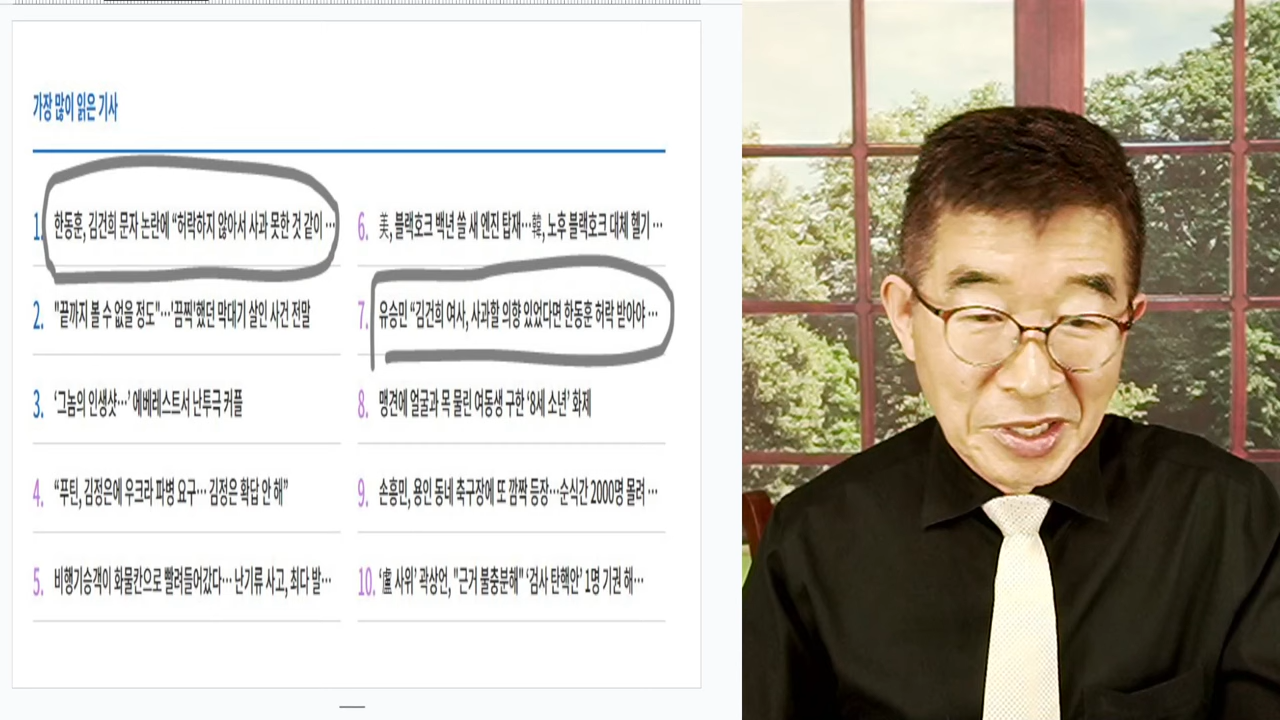 가장 많이 읽은 기사
1. 한동훈, 김건희 문자 논란에 “허락하지 않아서 사과 못한 것 같이 …
2. "끝까지 볼 수 없을 정도"…'끔찍'했던 막대기 살인 사건 전말
3. ‘그놈의 인생샷…’ 에베레스트서 난투극 커플
4. “푸틴, 김정은에 우크라 파병 요구… 김정은 확답 안 해”
5. 비행기승객이 화물칸으로 빨려들어갔다… 난기류 사고, 최다 발…
6. 美, 블랙호크 백년 쓸 새 엔진 탑재…韓, 노후 블랙호크 대체 헬기 …
7. 유승민 “김건희 여사, 사과할 의향 있었다면 한동훈 허락 받아야 …
8. 맹견에 얼굴과 목 물린 여동생 구한 ‘8세 소년’ 화제
9. 손흥민, 용인 동네 축구장에 또 깜짝 등장…순식간 2000명 몰려 …
10. ‘盧 사위’ 곽상언, "근거 불충분해" ‘검사 탄핵안’ 1명 기권 해…